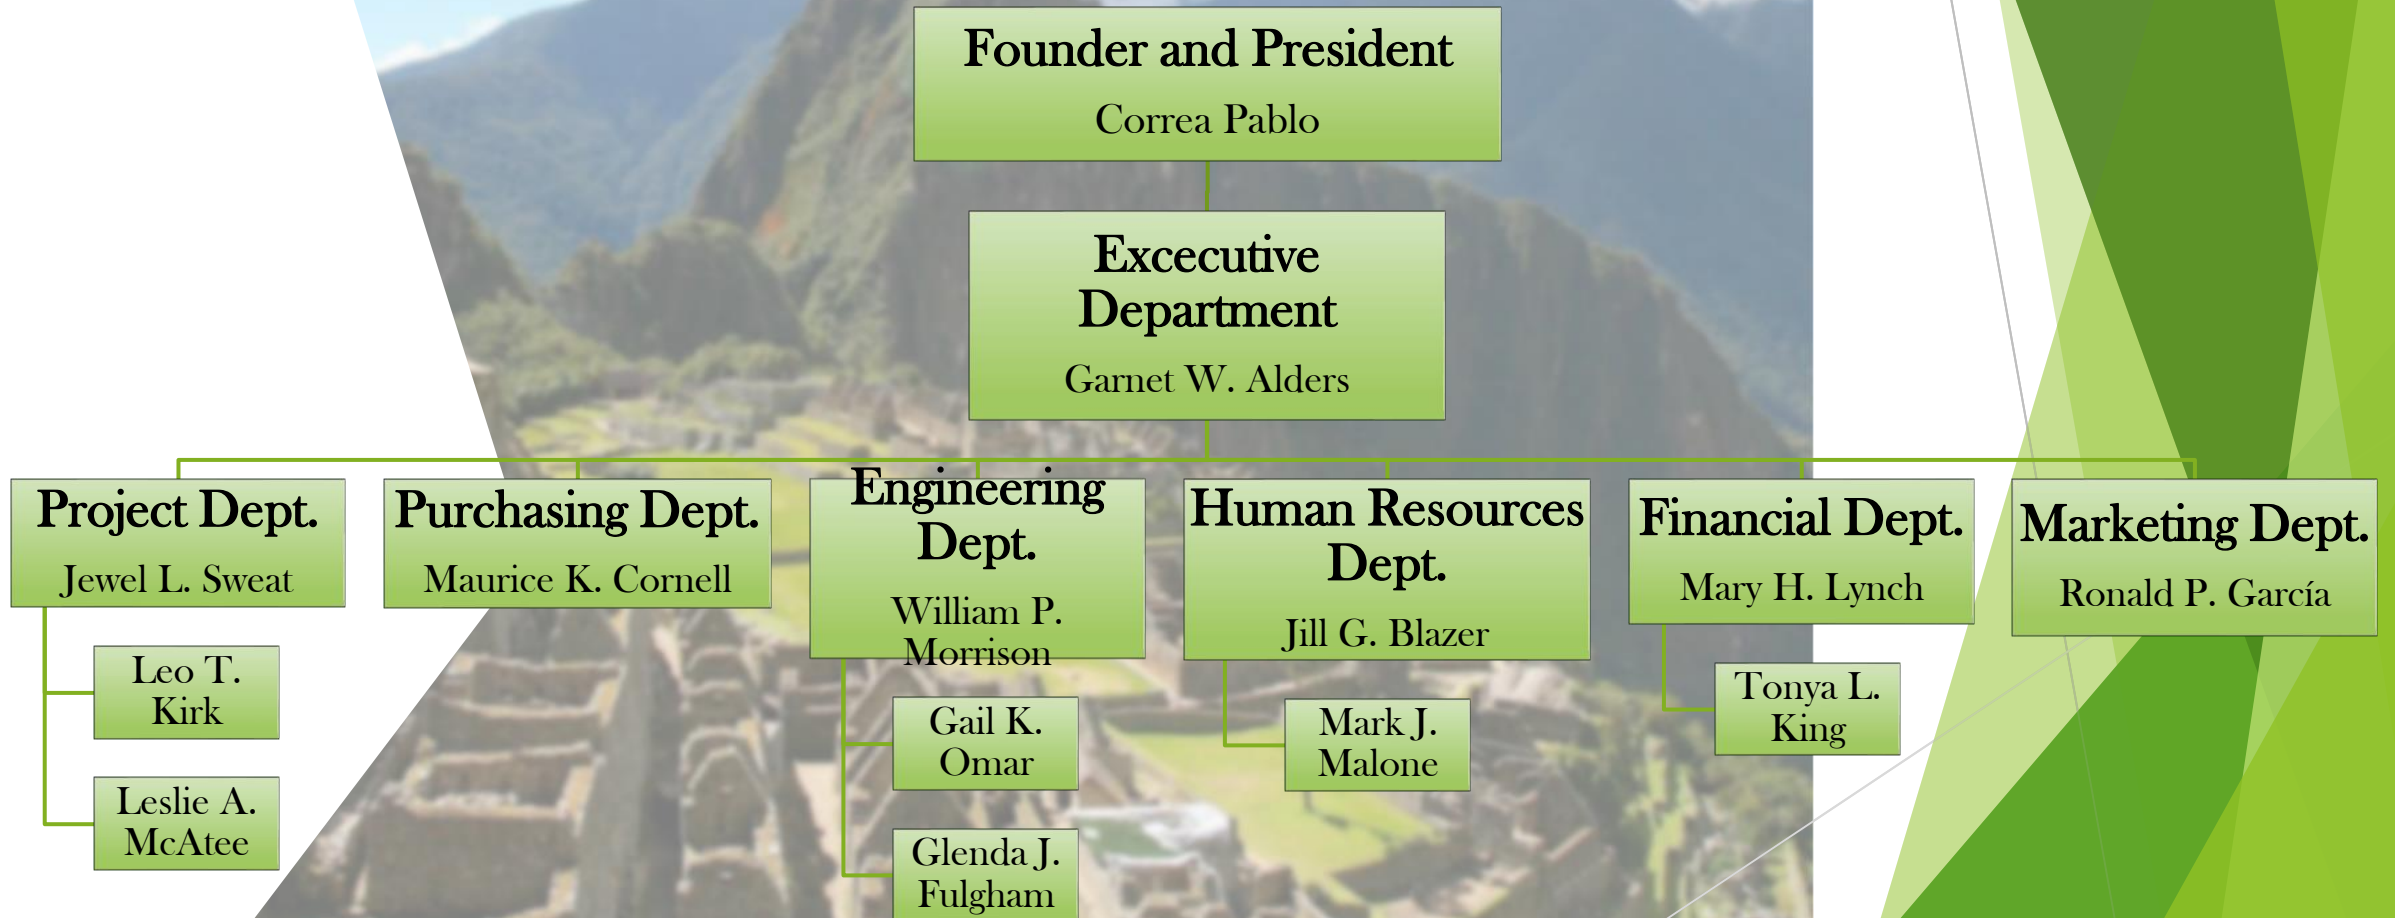 Founder and President
Correa Pablo
Excecutive
Department
Garnet W. Alders
Project Dept.
Jewel L. Sweat
Leo T.
Kirk
Leslie A.
McAtee
Purchasing Dept.
Maurice K. Cornell
Engineering
Dept.
William P.
Morrison
Gail K.
Omar
Glenda J.
Fulgham
Human Resources
Dept.
Jill G. Blazer
Mark J.
Malone
Financial Dept.
Mary H. Lynch
Tonya L.
King
Marketing Dept.
Ronald P. García